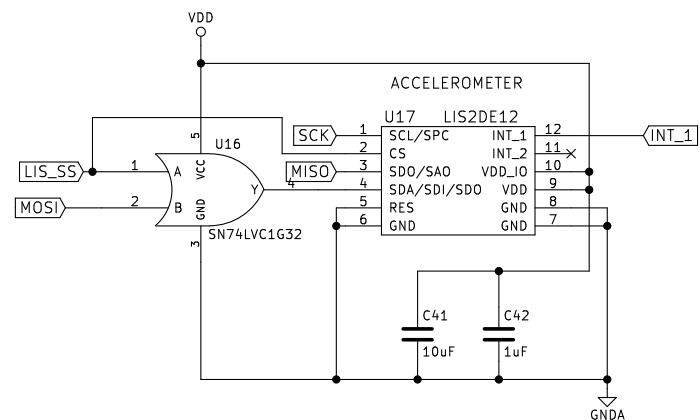 VDD
ACCELEROMETER
U17 LIS2DE12
SCK 1 SCL/SPC INT_1 12 INT_1
5 U16 2 CS INT_2 11
LIS_SS 1 A VCC MISO 3 SDO/SAO VDD_IO 10
Y 4 4 SDA/SDI/SDO VDD 9
MOSI 2 B GND 5 RES GND 8
3 SN74LVC1G32 6 GND GND 7
C41 C42
10uF 1uF
GNDA